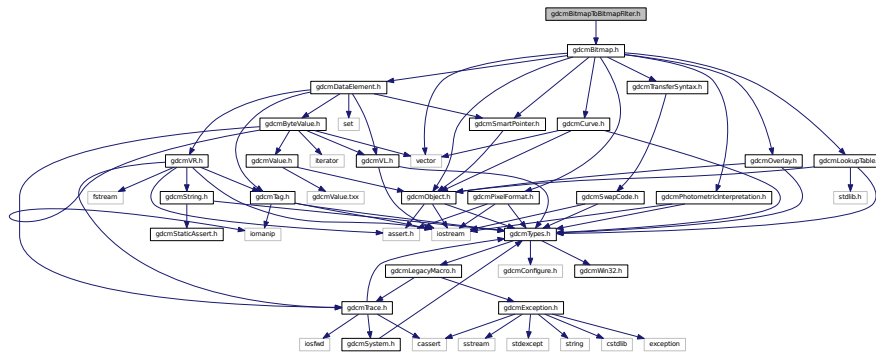 gdcmBitmapToBitmapFilter.h
gdcmBitmap.h
gdcmDataElement.h
gdcmTransferSyntax.h
gdcmByteValue.h
set
gdcmSmartPointer.h
gdcmCurve.h
gdcmVR.h
gdcmValue.h
iterator
gdcmVL.h
vector
gdcmOverlay.h
gdcmLookupTable.
fstream
gdcmString.h
gdcmTag.h
gdcmValue.txx
gdcmObject.h
gdcmPixelFormat.h
gdcmSwapCode.h
gdcmPhotometricInterpretation.h
stdlib.h
gdcmStaticAssert.h
iomanip
assert.h
iostream
gdcmTypes.h
gdcmLegacyMacro.h
gdcmConfigure.h
gdcmWin32.h
gdcmTrace.h
gdcmException.h
iosfwd
gdcmSystem.h
cassert
sstream
stdexcept
string
cstdlib
exception